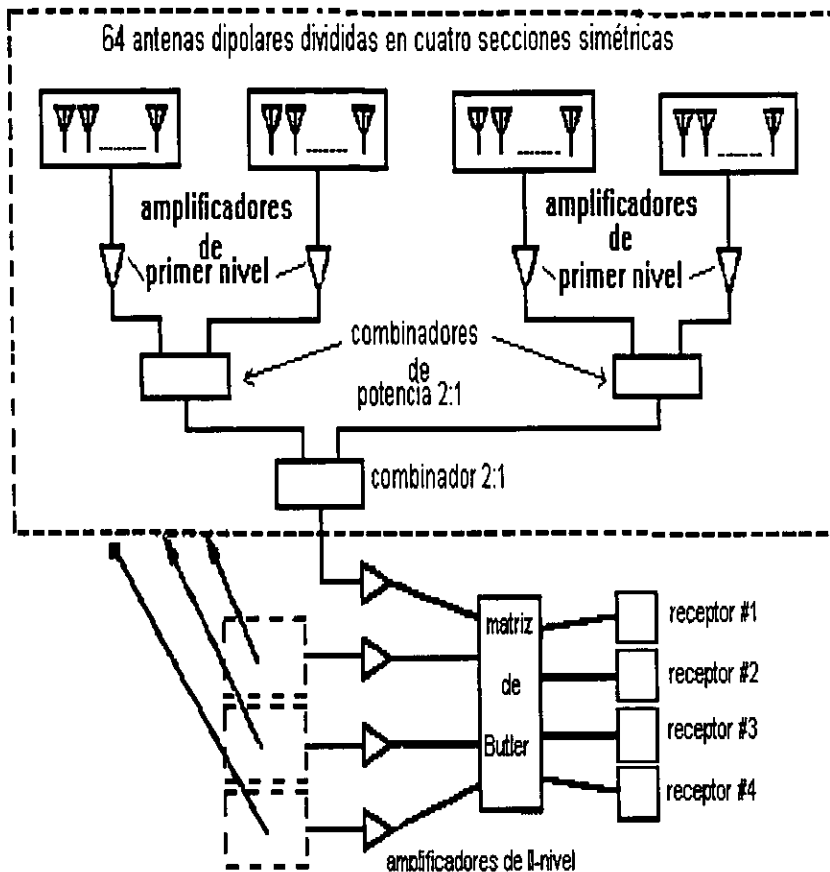 64 antenas dipolares divididas en cuatro secciones simétricas
amplificadores
de
primer nivel
amplificadores
de
primer nivel
combinadores
de
potencia 2:1
combinador 2:1
matriz
de
Butler
receptor #1
receptor #2
receptor #3
receptor #4
amplificadores de II-nivel